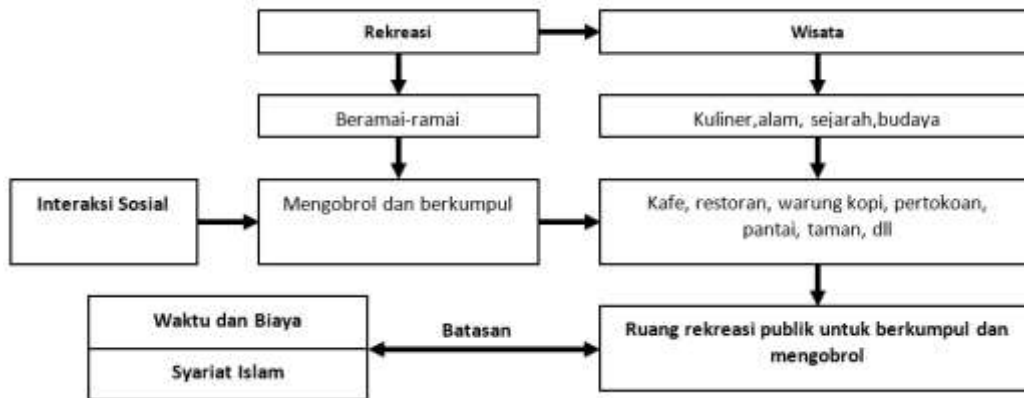 Rekreasi
Wisata
Beramai-ramai
Kuliner,alam, sejarah,budaya
Interaksi Sosial
Mengobrol dan berkumpul
Kafe, restoran, warung kopi, pertokoan,
pantai, taman, dll
Waktu dan Biaya
Batasan
Ruang rekreasi publik untuk berkumpul dan
mengobrol
Syariat Islam